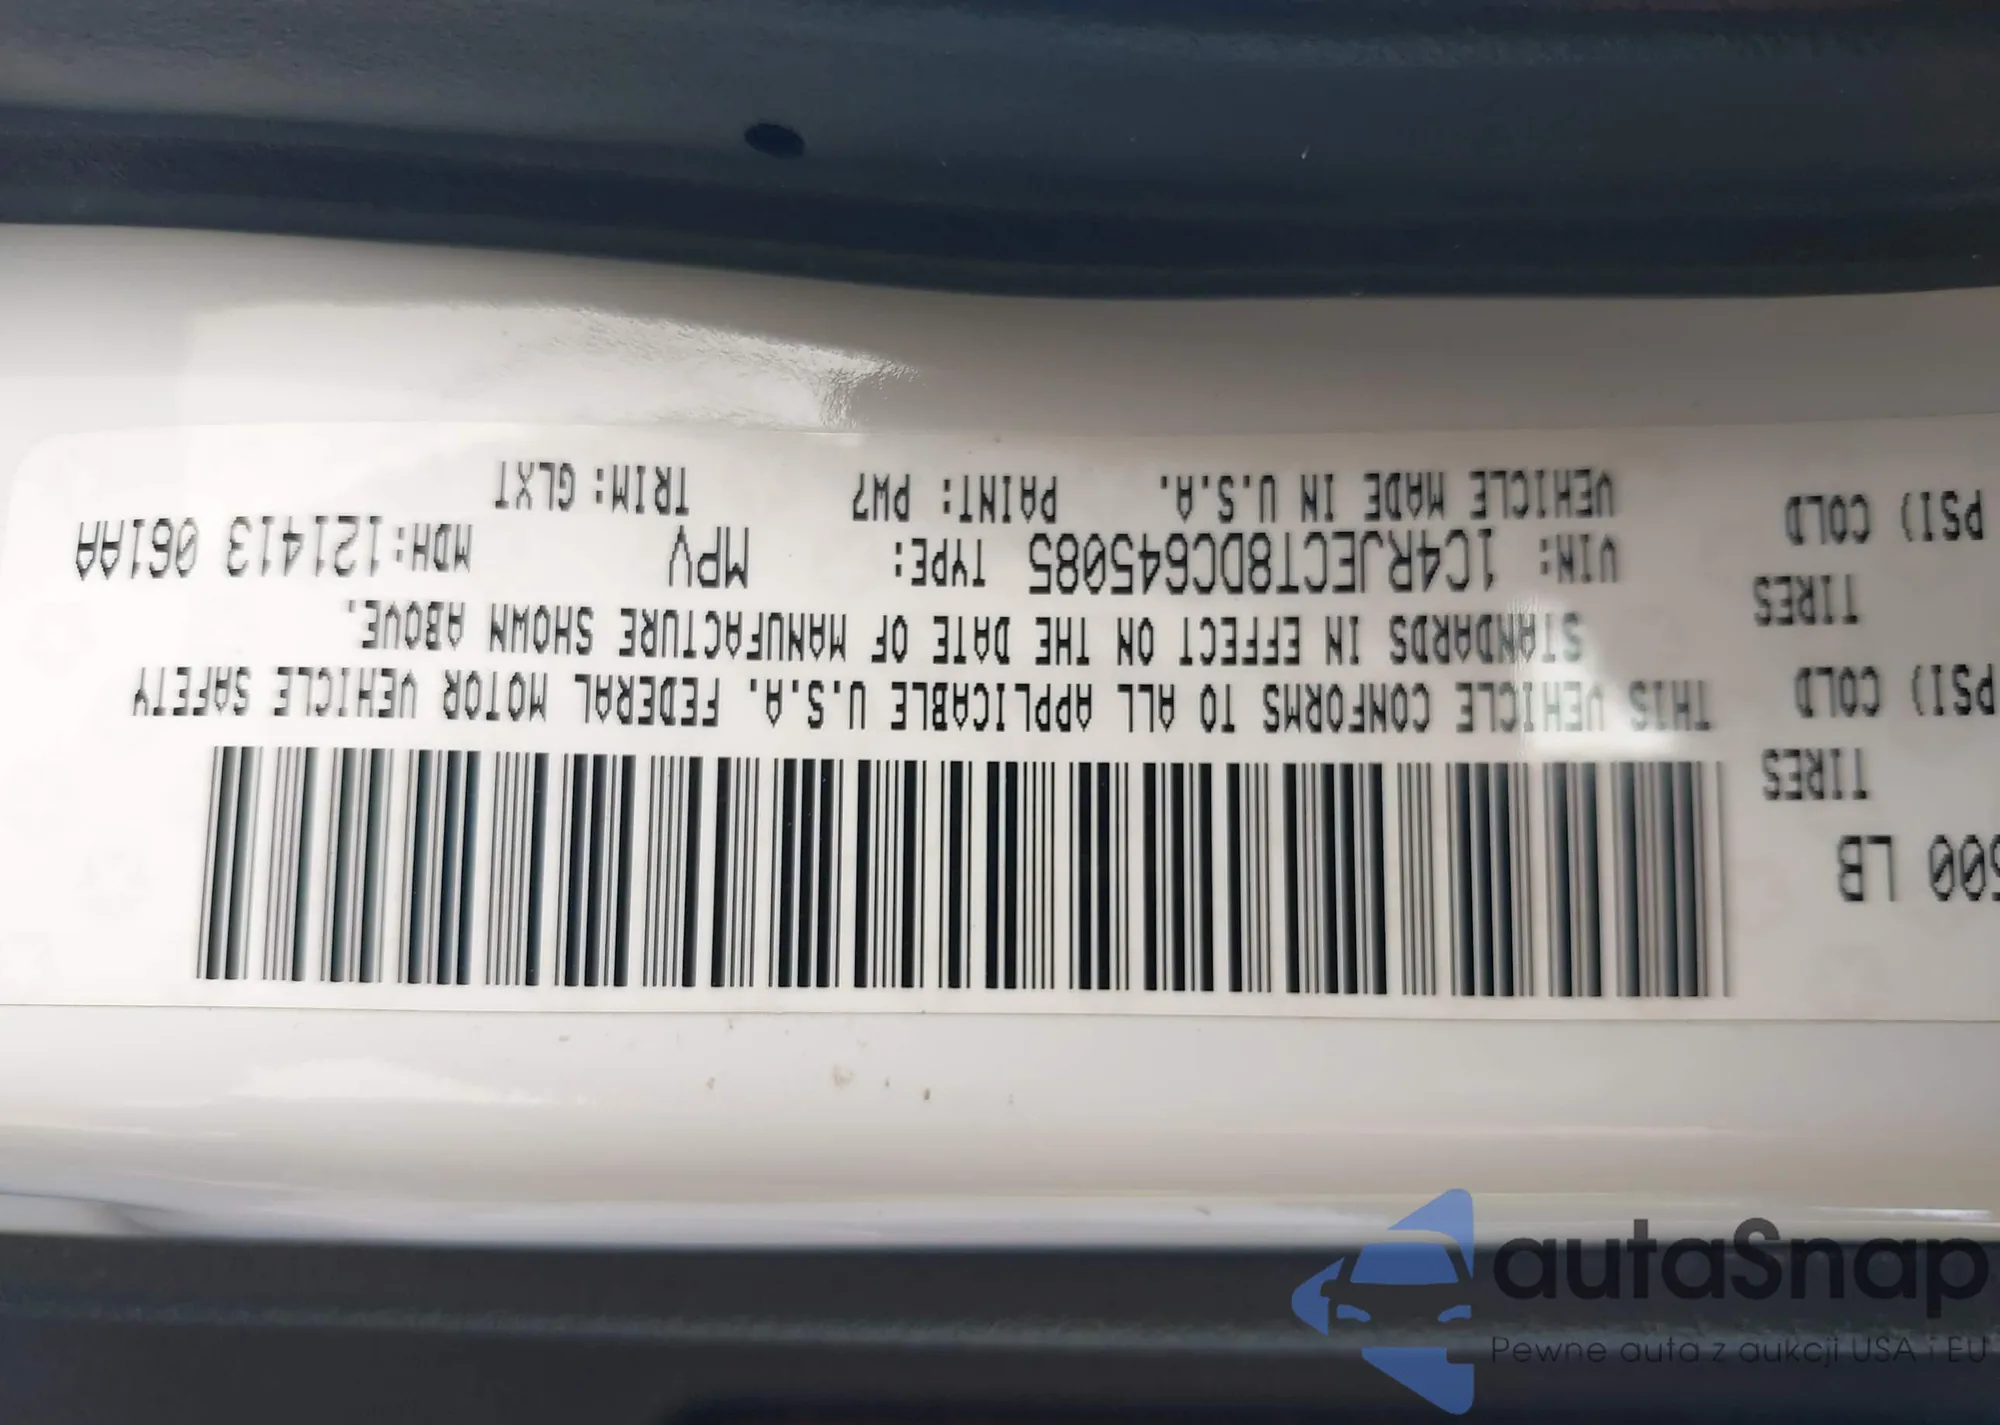 LB
TIRES
PSI) COLD
TIRES
PSI) COLD
THIS VEHICLE CONFORMS TO ALL APPLICABLE U.S.A. FEDERAL MOTOR VEHICLE SAFETY
STANDARDS IN EFFECT ON THE DATE OF MANUFACTURE SHOWN ABOVE.
VIN: 1C4RJECT8DC645085 TYPE: MPV MDH:121413 061AA
VEHICLE MADE IN U.S.A. PAINT: PW7 TRIM: GLXT
autaSnap
Pewne auta z aukcji USA i EU